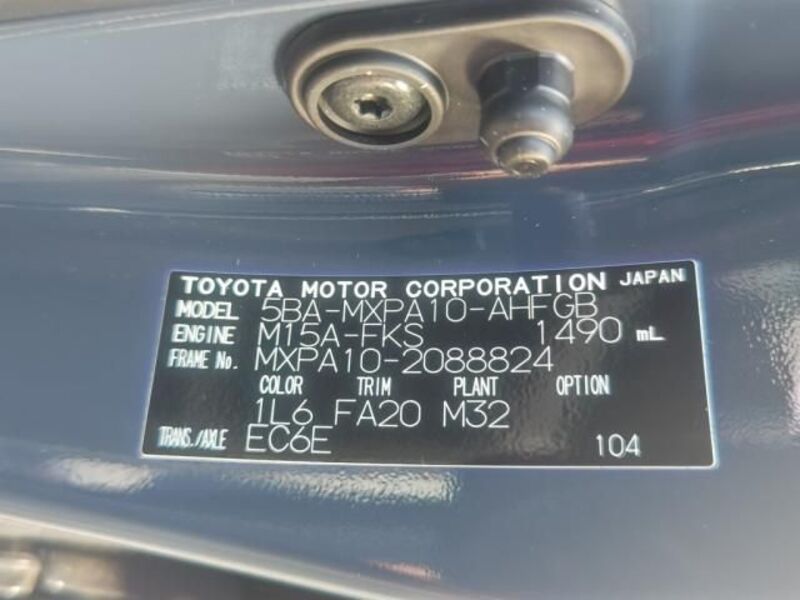 TOYOTA MOTOR CORPORATION JAPAN
MODEL 5BA-MXPA10-AHFGB
ENGINE M15A-FKS 1490 mL
FRAME No. MXPA10-2088824
COLOR TRIM PLANT OPTION
1L6 FA20 M32
TRANS./AXLE EC6E 104